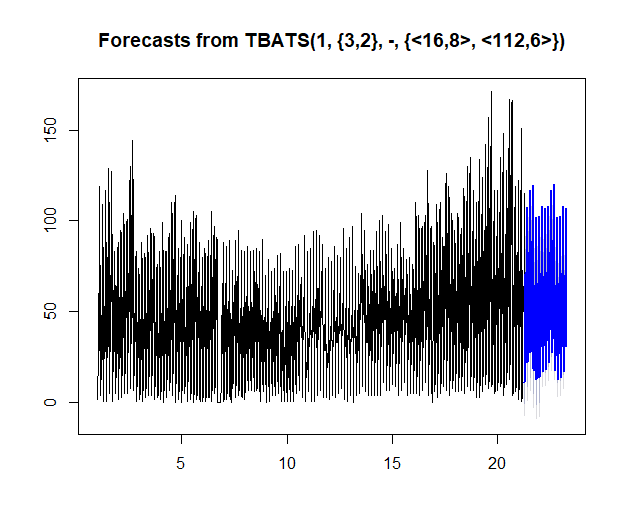 Forecasts from TBATS(1, {3,2}, -, {<16,8>, <112,6>})
150
100
50
0
5 10 15 20